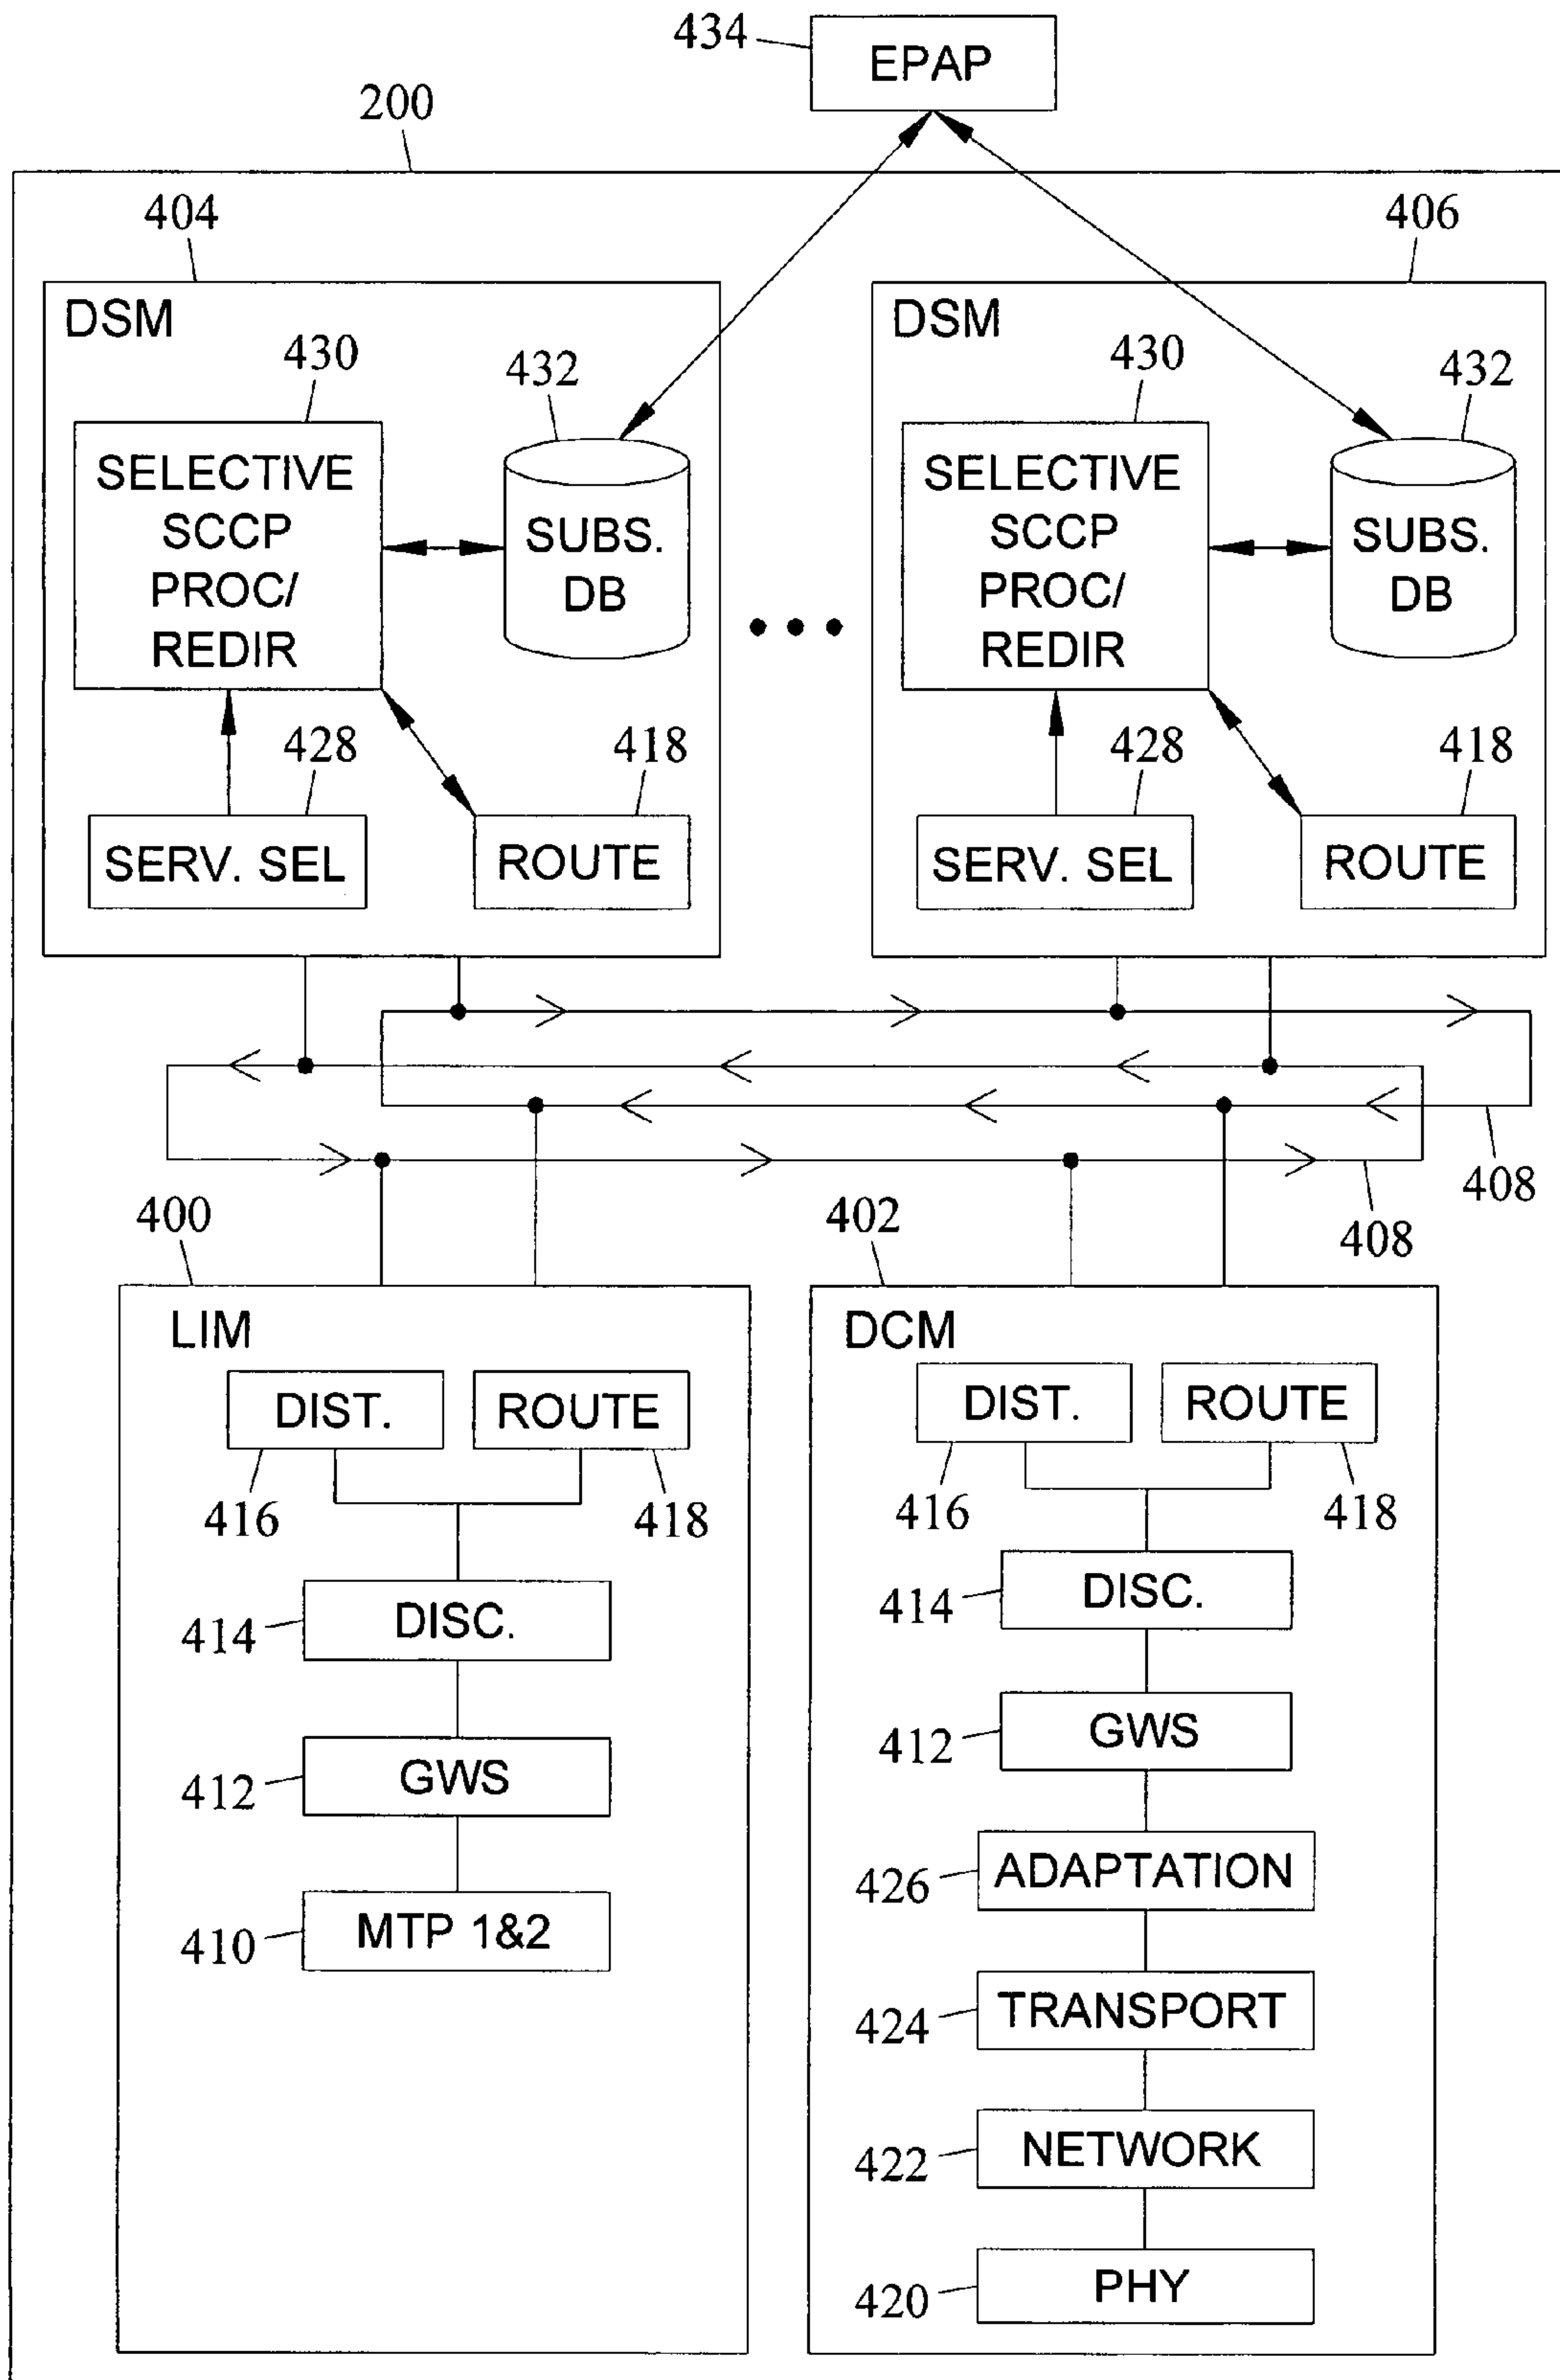 434
EPAP
200
404
406
DSM
430
432
SELECTIVE
SCCP
PROC/
REDIR
SUBS.
DB
428
418
SERV. SEL
ROUTE
DSM
430
432
SELECTIVE
SCCP
PROC/
REDIR
SUBS.
DB
428
418
SERV. SEL
ROUTE
408
408
400
402
LIM
DIST.
ROUTE
416
418
DISC.
414
GWS
412
MTP 1&2
410
DCM
DIST.
ROUTE
416
418
DISC.
414
GWS
412
ADAPTATION
426
TRANSPORT
424
NETWORK
422
PHY
420